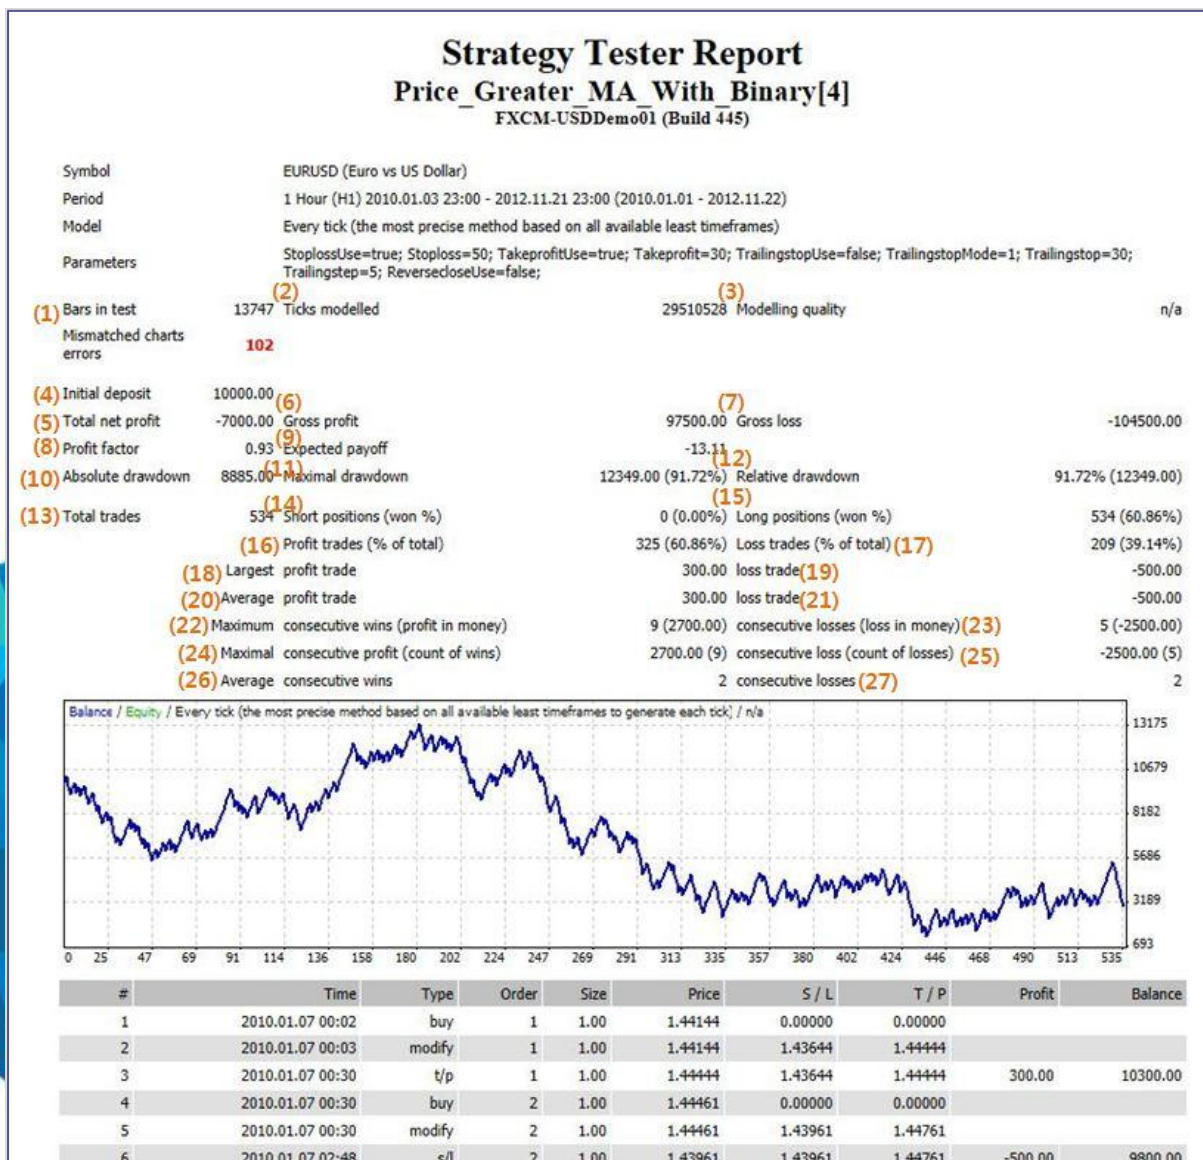 Strategy Tester Report
Price_Greater_MA_With_Binary[4]
FXCM-USDDemo01 (Build 445)
Symbol EURUSD (Euro vs US Dollar)
Period 1 Hour (H1) 2010.01.03 23:00 - 2012.11.21 23:00 (2010.01.01 - 2012.11.22)
Model Every tick (the most precise method based on all available least timeframes)
Parameters StoplossUse=true; Stoploss=50; TakeprofitUse=true; Takeprofit=30; TrailingstopUse=false; TrailingstopMode=1; Trailingstop=30;
Trailingstep=5; ReversecloseUse=false;
(1) Bars in test 13747 (2) Ticks modelled 29510528 (3) Modelling quality n/a
Mismatched charts
errors 102
(4) Initial deposit 10000.00
(5) Total net profit -7000.00 (6) Gross profit 97500.00 (7) Gross loss -104500.00
(8) Profit factor 0.93 (9) Expected payoff -13.11
(10) Absolute drawdown 8885.00 (11) Maximal drawdown 12349.00 (91.72%) (12) Relative drawdown 91.72% (12349.00)
(13) Total trades 534 (14) Short positions (won %) 0 (0.00%) (15) Long positions (won %) 534 (60.86%)
(16) Profit trades (% of total) 325 (60.86%) Loss trades (% of total) (17) 209 (39.14%)
(18) Largest profit trade 300.00 loss trade (19) -500.00
(20) Average profit trade 300.00 loss trade (21) -500.00
(22) Maximum consecutive wins (profit in money) 9 (2700.00) consecutive losses (loss in money) (23) 5 (-2500.00)
(24) Maximal consecutive profit (count of wins) 2700.00 (9) consecutive loss (count of losses) (25) -2500.00 (5)
(26) Average consecutive wins 2 consecutive losses (27) 2
Balance / Equity / Every tick (the most precise method based on all available least timeframes to generate each tick) / n/a
13175
10679
8182
5686
3189
693
0 25 47 69 91 114 136 158 180 202 224 247 269 291 313 335 357 380 402 424 446 468 490 513 535
# Time Type Order Size Price S / L T / P Profit Balance
1 2010.01.07 00:02 buy 1 1.00 1.44144 0.00000 0.00000
2 2010.01.07 00:03 modify 1 1.00 1.44144 1.43644 1.44444
3 2010.01.07 00:30 t/p 1 1.00 1.44444 1.43644 1.44444 300.00 10300.00
4 2010.01.07 00:30 buy 2 1.00 1.44461 0.00000 0.00000
5 2010.01.07 00:30 modify 2 1.00 1.44461 1.43961 1.44761
6 2010.01.07 02:48 s/l 2 1.00 1.43961 1.43961 1.44761 -500.00 9800.00